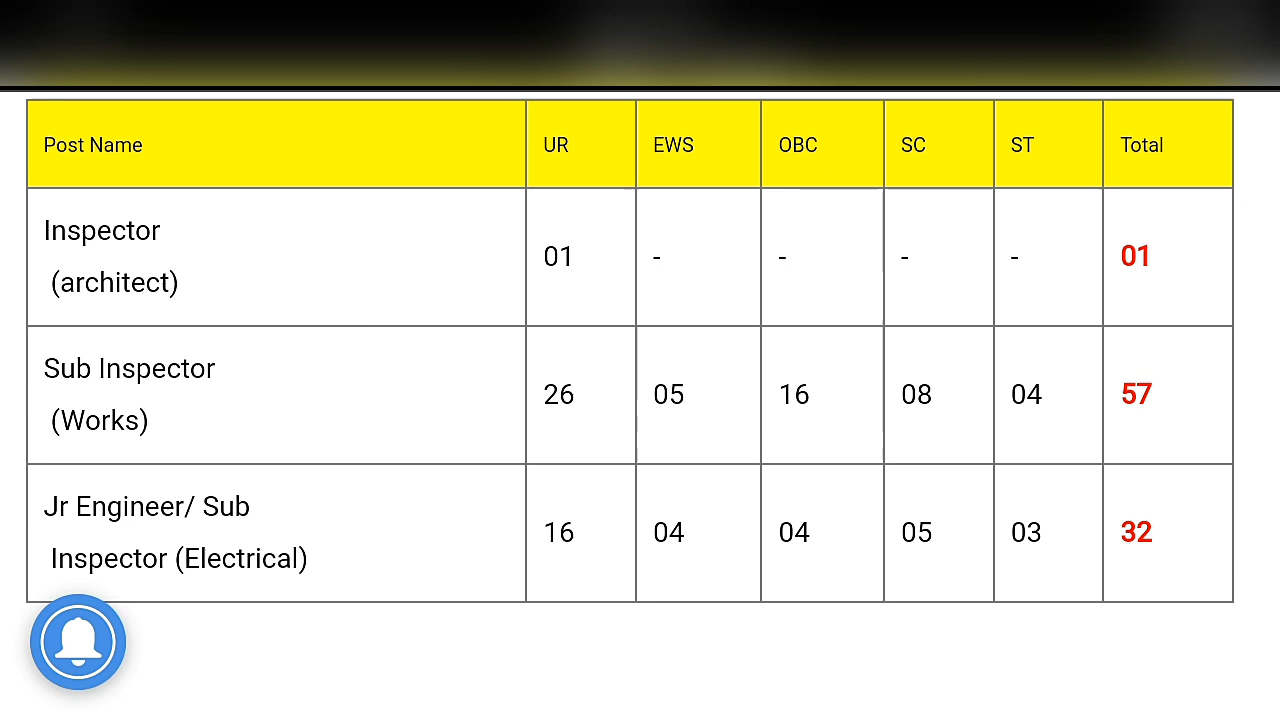 Post Name UR EWS OBC SC ST Total
Inspector
(architect)
01 - - - - 01
Sub Inspector
(Works)
26 05 16 08 04 57
Jr Engineer/ Sub
Inspector (Electrical)
16 04 04 05 03 32